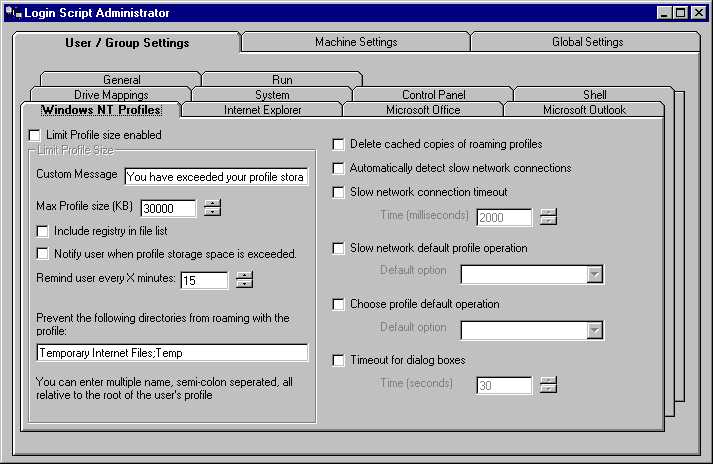 Login Script Administrator
User / Group Settings
Machine Settings
Global Settings
General
Run
Drive Mappings
System
Control Panel
Shell
Windows NT Profiles
Internet Explorer
Microsoft Office
Microsoft Outlook
Limit Profile size enabled
Limit Profile Size
Custom Message
You have exceeded your profile stora
Max Profile size (KB)
30000
Include registry in file list
Notify user when profile storage space is exceeded.
Remind user every X minutes:
15
Prevent the following directories from roaming with the
profile:
Temporary Internet Files;Temp
You can enter multiple name, semi-colon seperated, all
relative to the root of the user's profile
Delete cached copies of roaming profiles
Automatically detect slow network connections
Slow network connection timeout
Time (milliseconds)
2000
Slow network default profile operation
Default option
Choose profile default operation
Default option
Timeout for dialog boxes
Time (seconds)
30